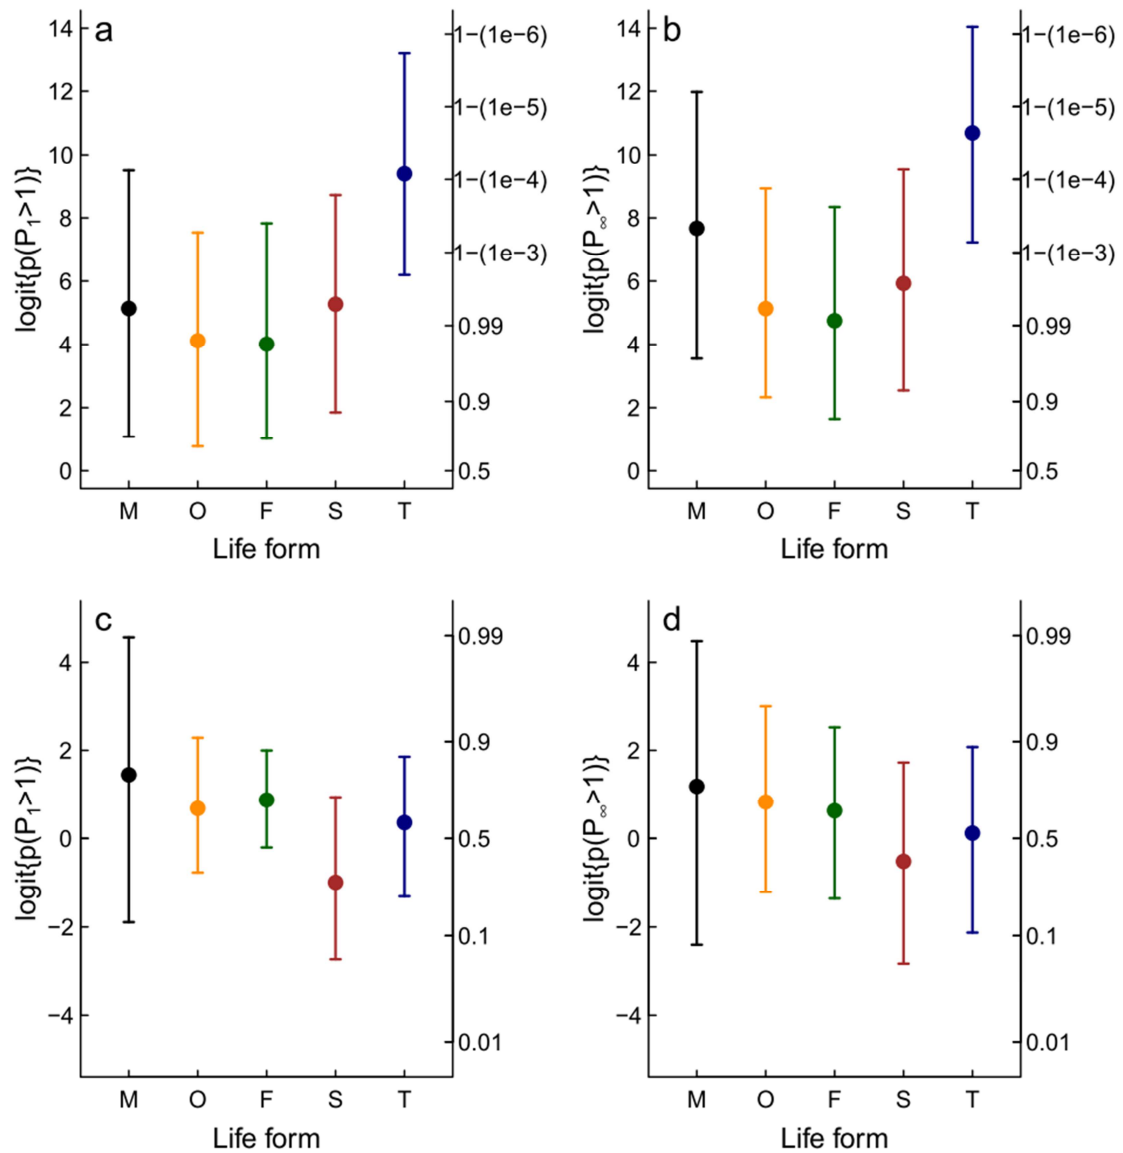 a
logit{p(P₁>1)}
14
12
10
8
6
4
2
0
1−(1e−6)
1−(1e−5)
1−(1e−4)
1−(1e−3)
0.99
0.9
0.5
M O F S T
Life form
b
logit{p(P∞>1)}
14
12
10
8
6
4
2
0
1−(1e−6)
1−(1e−5)
1−(1e−4)
1−(1e−3)
0.99
0.9
0.5
M O F S T
Life form
c
logit{p(P₁>1)}
4
2
0
−2
−4
0.99
0.9
0.5
0.1
0.01
M O F S T
Life form
d
logit{p(P∞>1)}
4
2
0
−2
−4
0.99
0.9
0.5
0.1
0.01
M O F S T
Life form